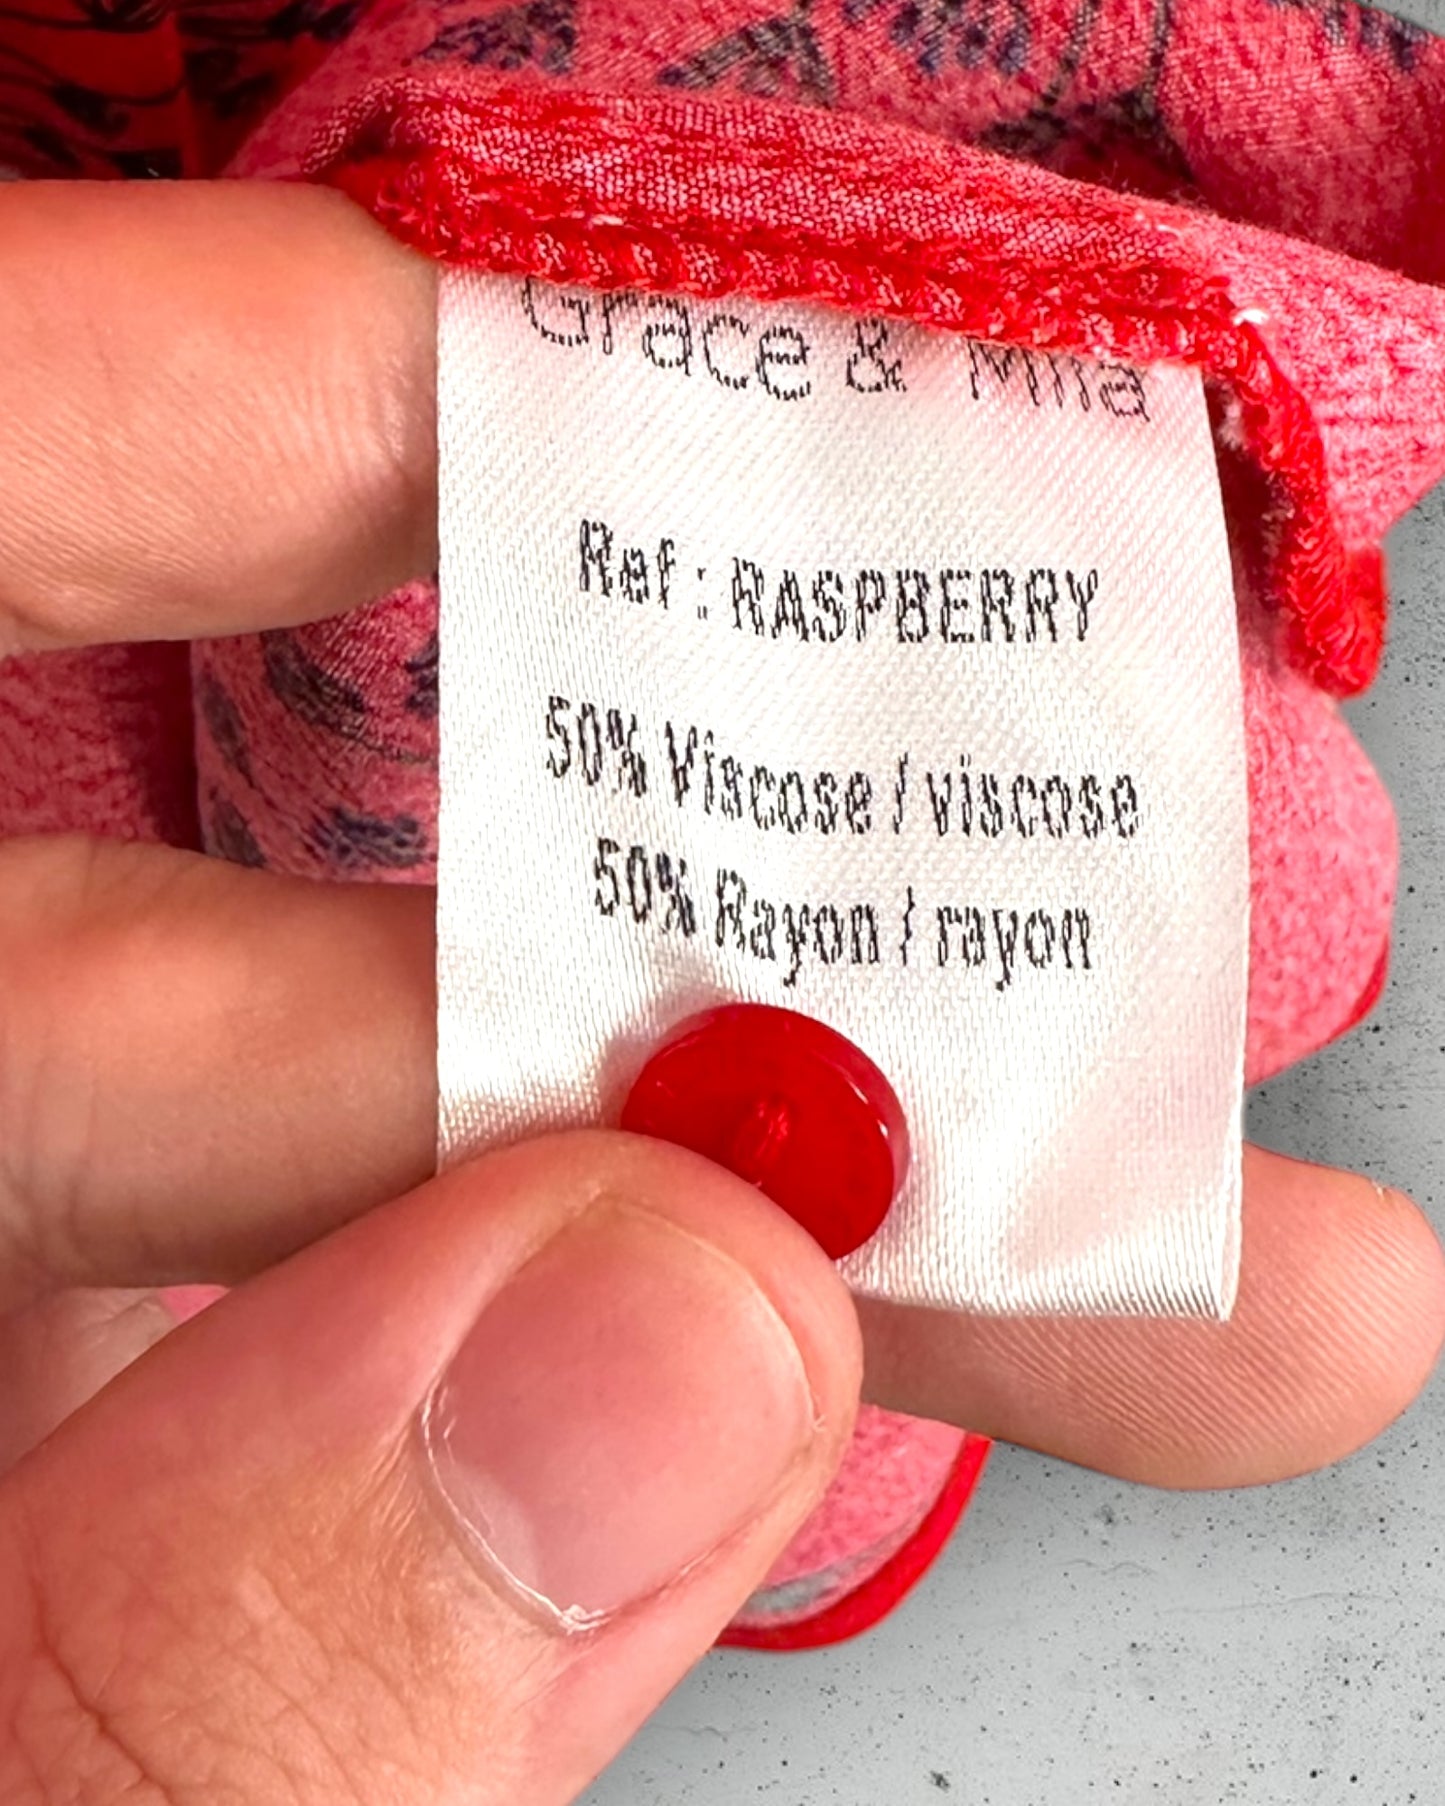 Grace & Mila
Ref : RASPBERRY
50% Viscose / viscose
50% Rayon / rayon